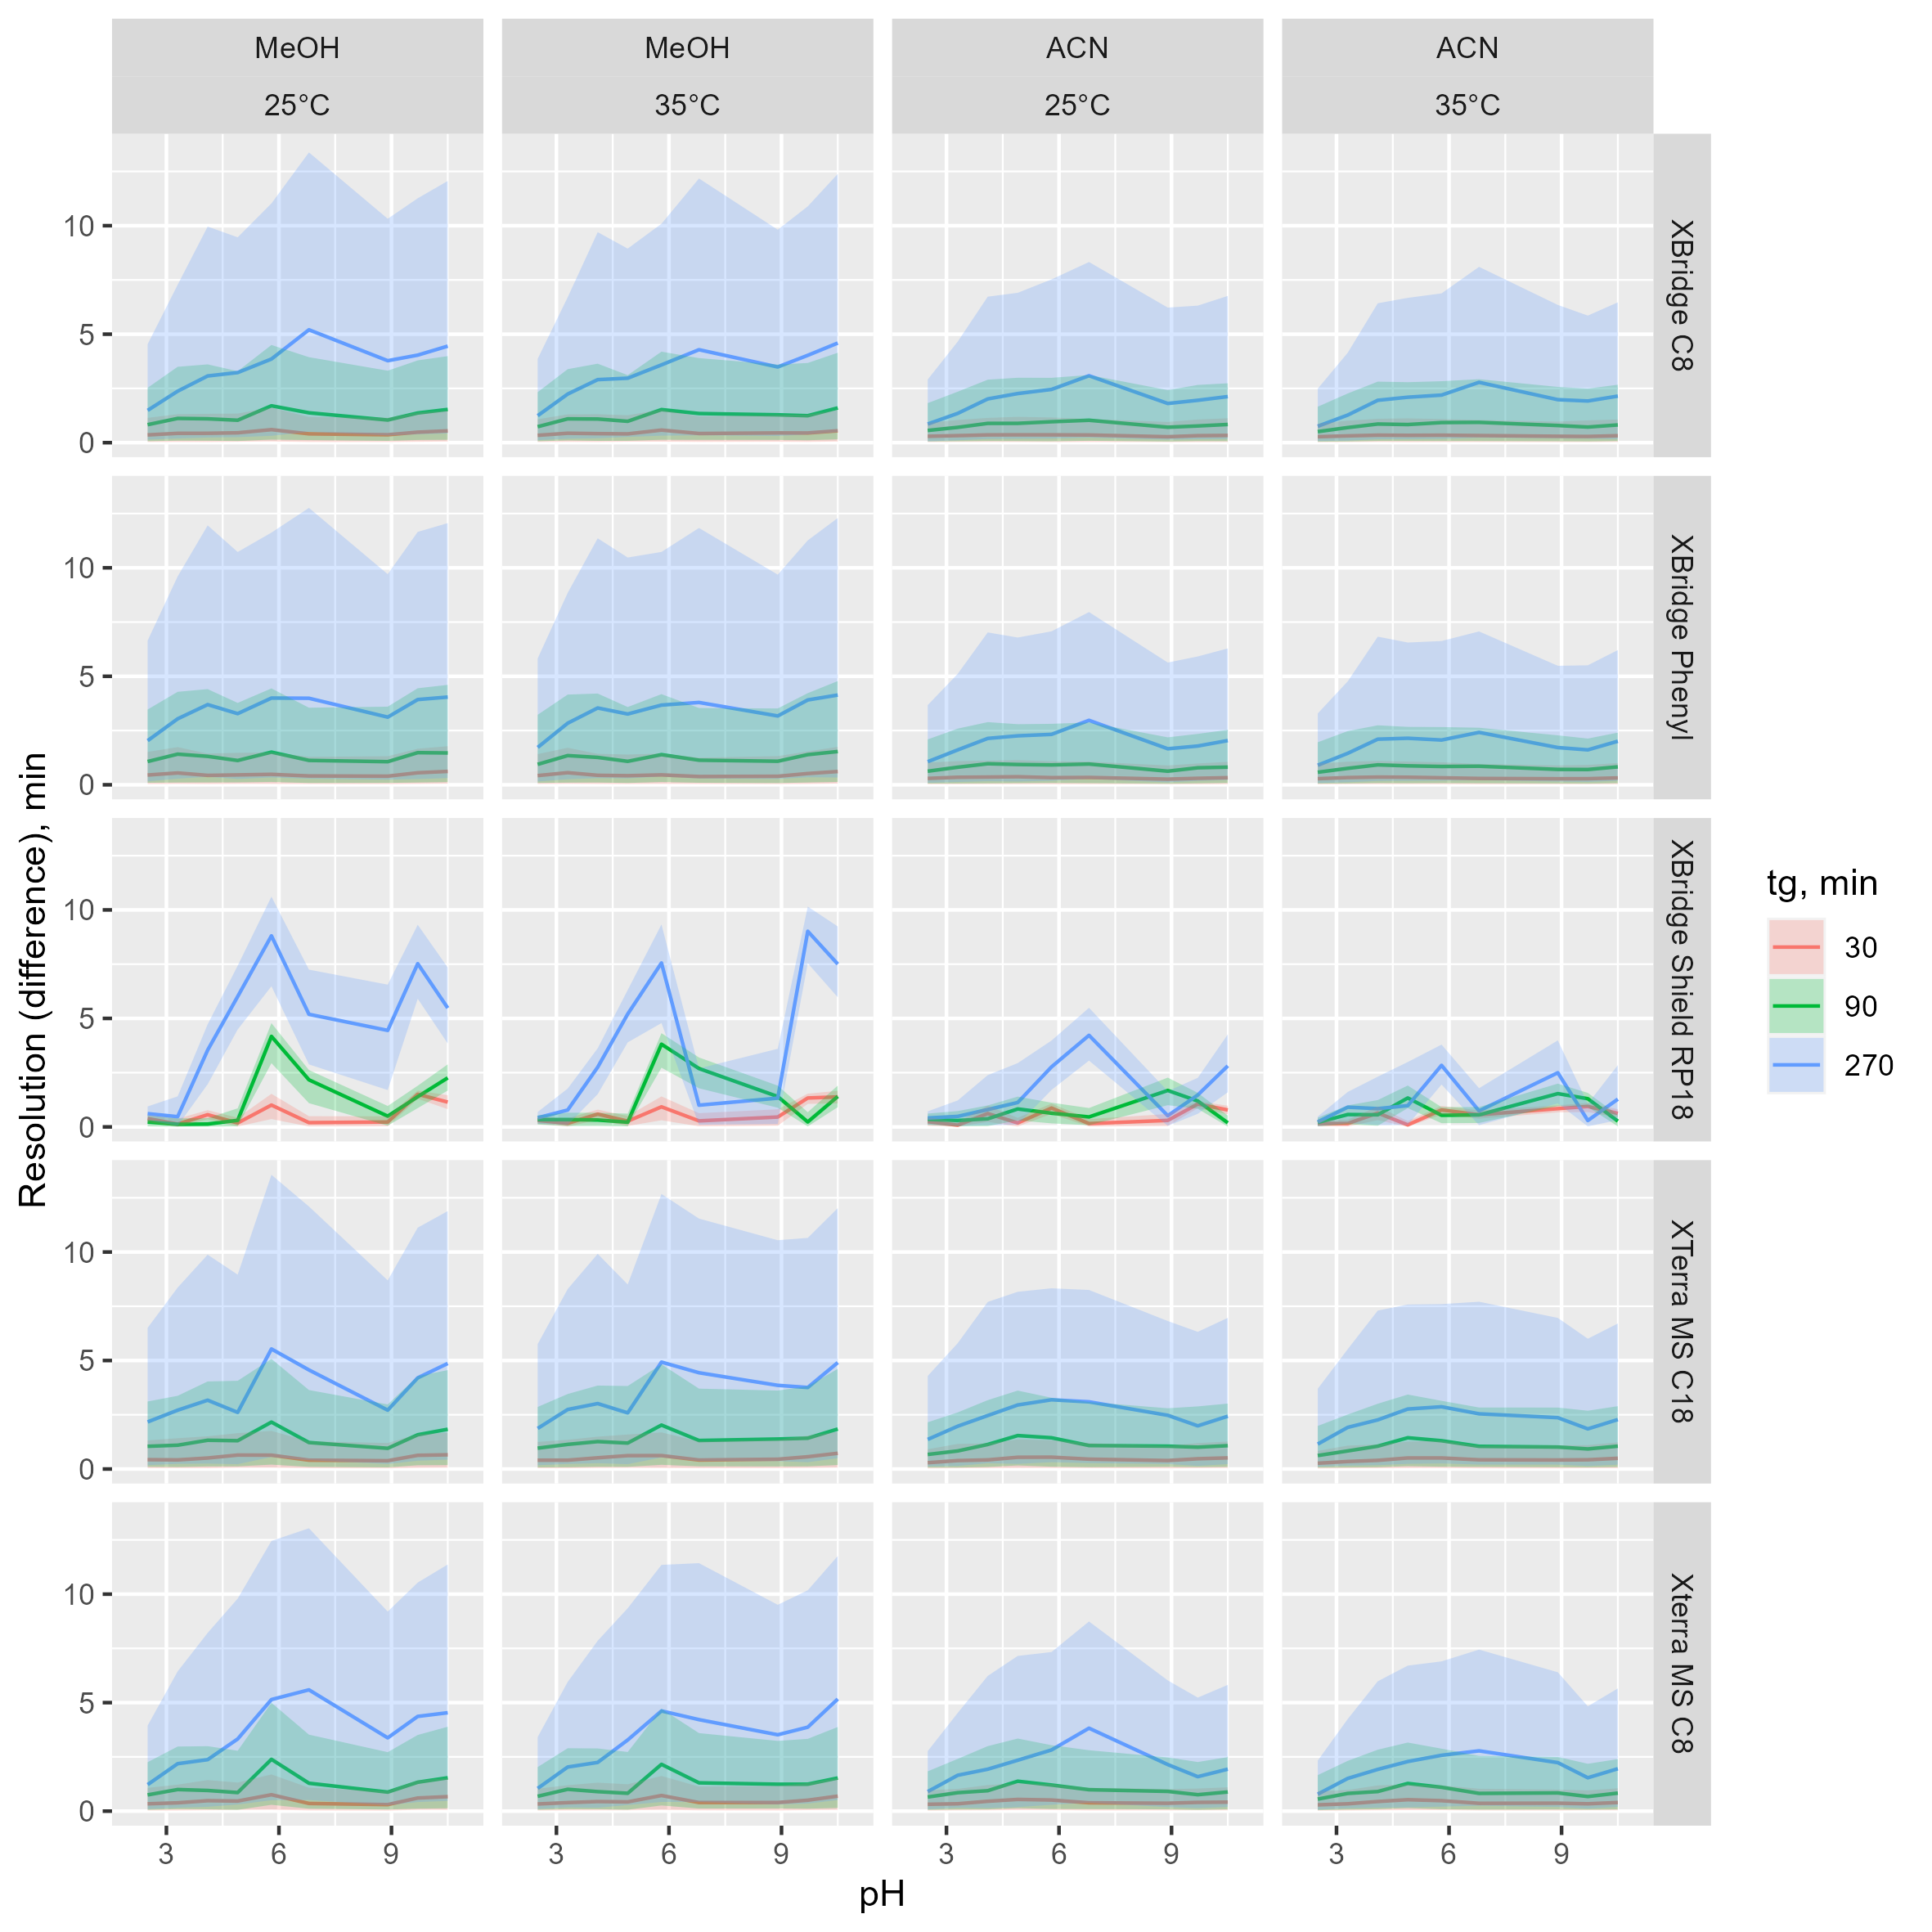 MeOH MeOH ACN ACN
25°C 35°C 25°C 35°C
10
5
0
XBridge C8
10
5
0
XBridge Phenyl
10
5
0
XBridge Shield RP18
10
5
0
XTerra MS C18
10
5
0
Xterra MS C8
3 6 9 3 6 9 3 6 9 3 6 9
pH
Resolution (difference), min
tg, min
30
90
270